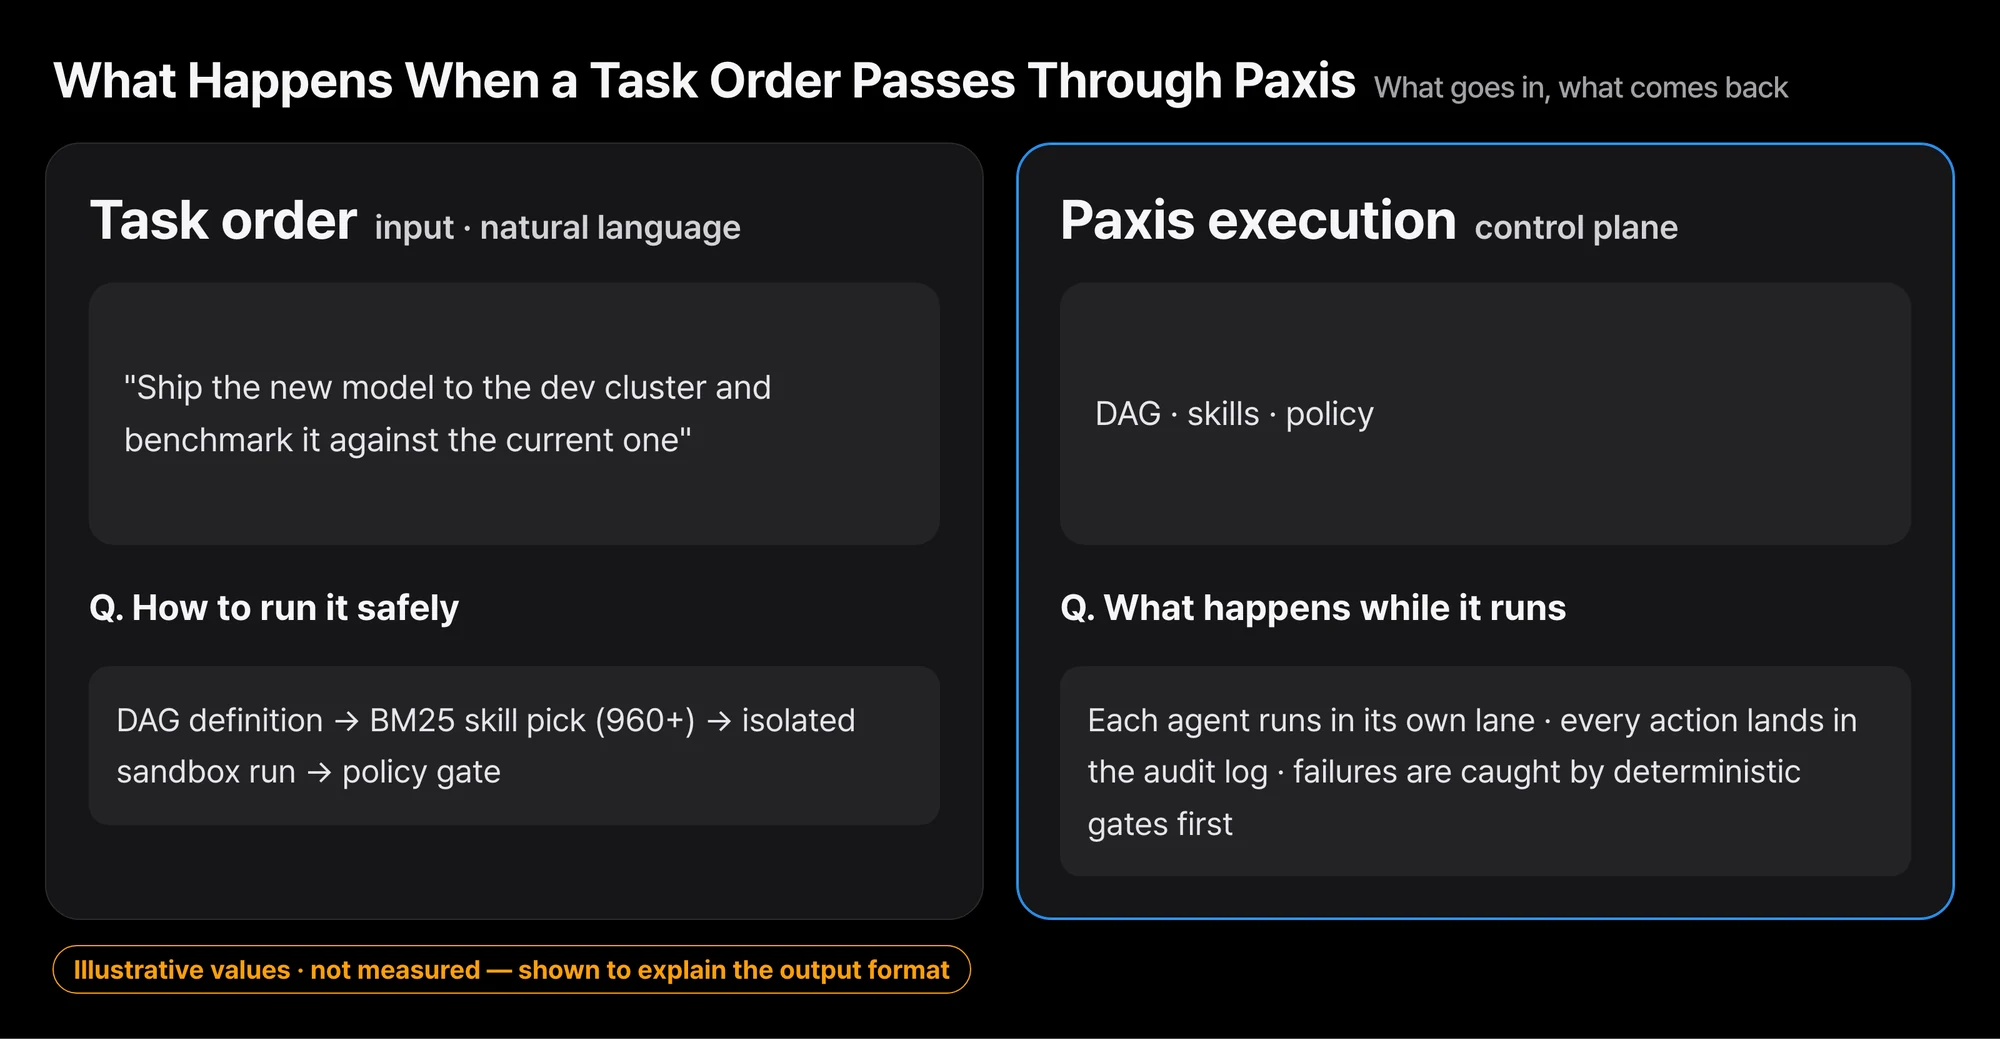 What Happens When a Task Order Passes Through Paxis What goes in, what comes back
Task order input · natural language
"Ship the new model to the dev cluster and
benchmark it against the current one"
Q. How to run it safely
DAG definition → BM25 skill pick (960+) → isolated
sandbox run → policy gate
Paxis execution control plane
DAG · skills · policy
Q. What happens while it runs
Each agent runs in its own lane · every action lands in
the audit log · failures are caught by deterministic
gates first
Illustrative values · not measured — shown to explain the output format